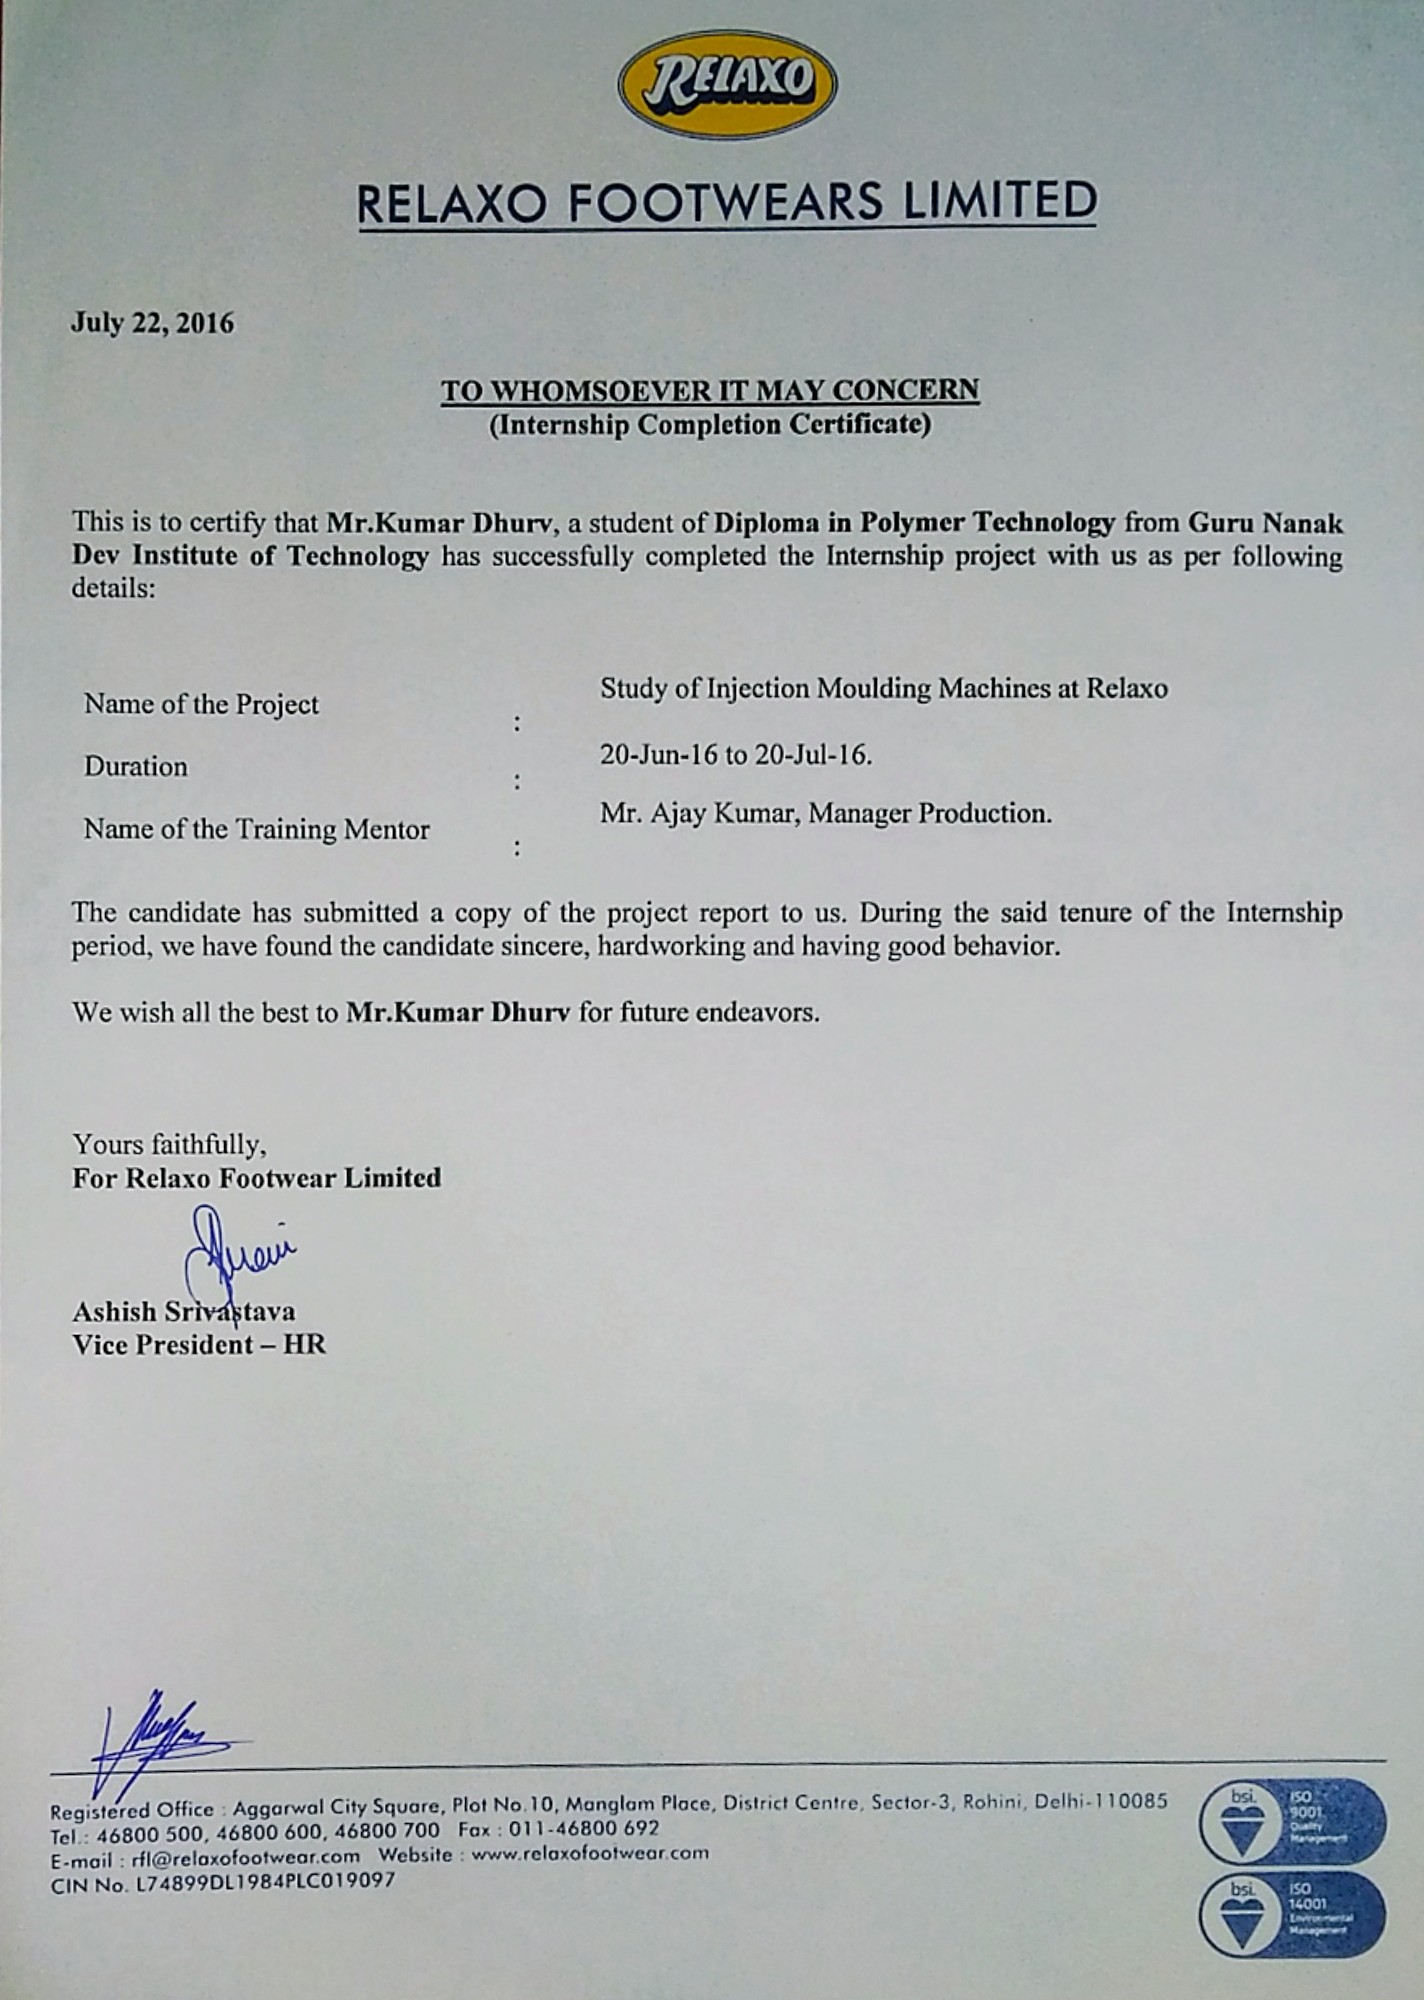 RELAXO
RELAXO FOOTWEARS LIMITED
July 22, 2016
TO WHOMSOEVER IT MAY CONCERN
(Internship Completion Certificate)
This is to certify that Mr.Kumar Dhurv, a student of Diploma in Polymer Technology from Guru Nanak
Dev Institute of Technology has successfully completed the Internship project with us as per following
details:
Name of the Project : Study of Injection Moulding Machines at Relaxo
Duration : 20-Jun-16 to 20-Jul-16.
Name of the Training Mentor : Mr. Ajay Kumar, Manager Production.
The candidate has submitted a copy of the project report to us. During the said tenure of the Internship
period, we have found the candidate sincere, hardworking and having good behavior.
We wish all the best to Mr.Kumar Dhurv for future endeavors.
Yours faithfully,
For Relaxo Footwear Limited
Ashish Srivastava
Vice President – HR
Registered Office : Aggarwal City Square, Plot No.10, Manglam Place, District Centre, Sector-3, Rohini, Delhi-110085
Tel.: 46800 500, 46800 600, 46800 700 Fax : 011-46800 692
E-mail : rfl@relaxofootwear.com Website : www.relaxofootwear.com
CIN No. L74899DL1984PLC019097
bsi. ISO
9001
Quality
Management
bsi. ISO
14001
Environmental
Management